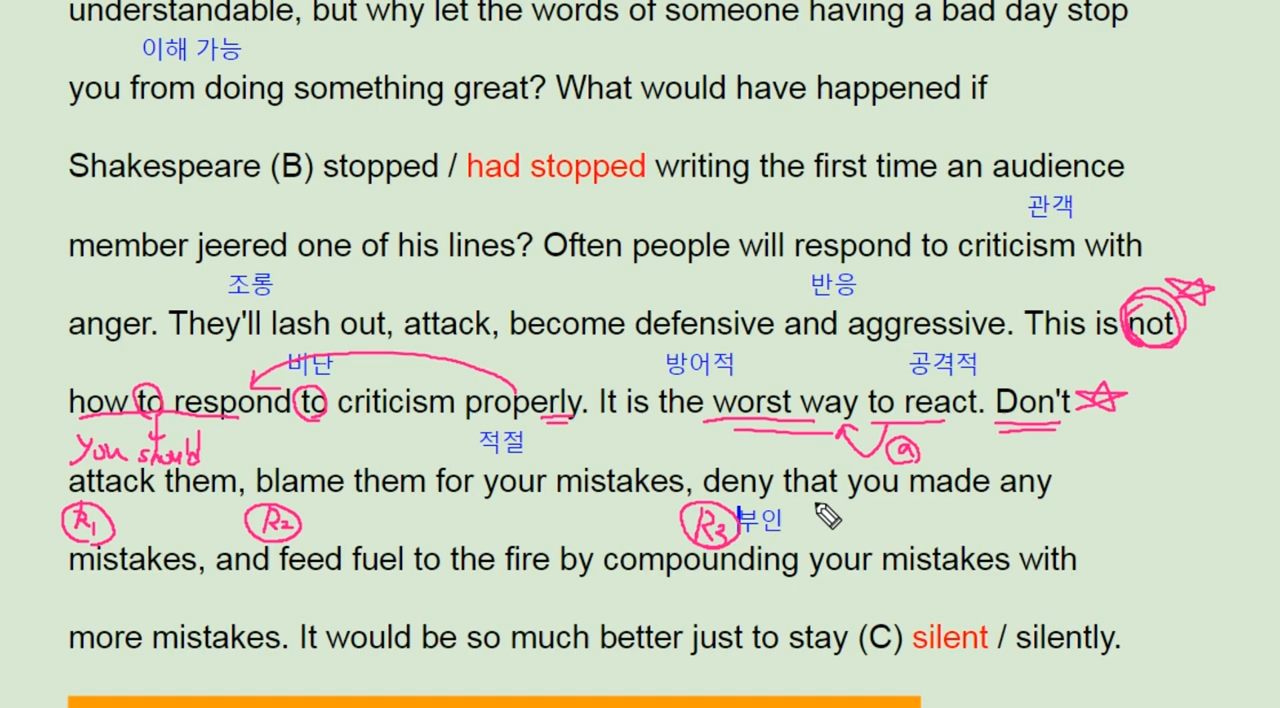 understandable, but why let the words of someone having a bad day stop
이해 가능
you from doing something great? What would have happened if
Shakespeare (B) stopped / had stopped writing the first time an audience
관객
member jeered one of his lines? Often people will respond to criticism with
조롱 반응
anger. They'll lash out, attack, become defensive and aggressive. This is not
비난 방어적 공격적
how to respond to criticism properly. It is the worst way to react. Don't
you should 적절 ⓐ
attack them, blame them for your mistakes, deny that you made any
R1 R2 R3 부인
mistakes, and feed fuel to the fire by compounding your mistakes with
more mistakes. It would be so much better just to stay (C) silent / silently.